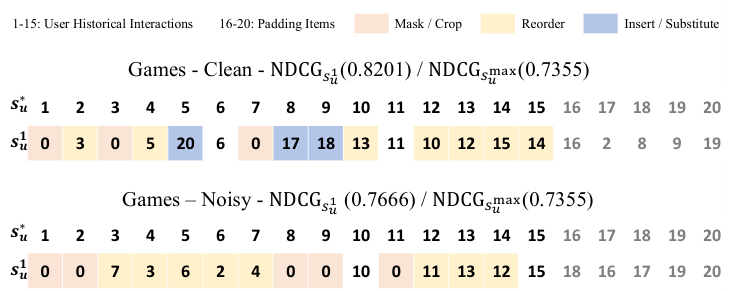 1-15: User Historical Interactions 16-20: Padding Items Mask / Crop Reorder Insert / Substitute
Games - Clean - NDCG_{s_u^1}(0.8201) / NDCG_{s_u^{max}}(0.7355)
s_u^* 1 2 3 4 5 6 7 8 9 10 11 12 13 14 15 16 17 18 19 20
s_u^1 0 3 0 5 20 6 0 17 18 13 11 10 12 15 14 16 2 8 9 19
Games – Noisy - NDCG_{s_u^1} (0.7666) / NDCG_{s_u^{max}}(0.7355)
s_u^* 1 2 3 4 5 6 7 8 9 10 11 12 13 14 15 16 17 18 19 20
s_u^1 0 0 7 3 6 2 4 0 0 10 0 11 13 12 15 18 16 17 19 20